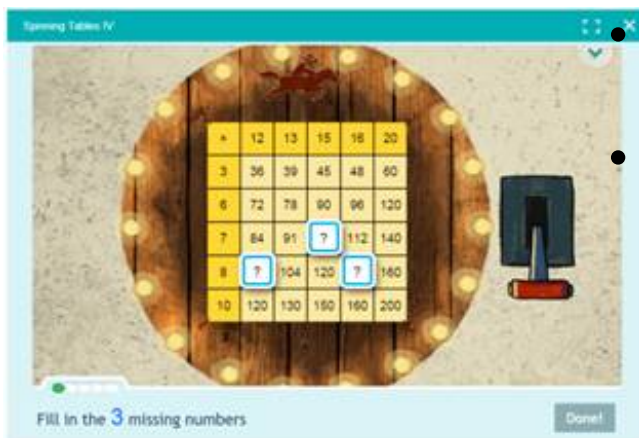 Spinning Tables IV
× 12 13 15 16 20
3 36 39 45 48 60
6 72 78 90 96 120
7 84 91 ? 112 140
8 ? 104 120 ? 160
10 120 130 150 160 200
Fill in the 3 missing numbers
Done!